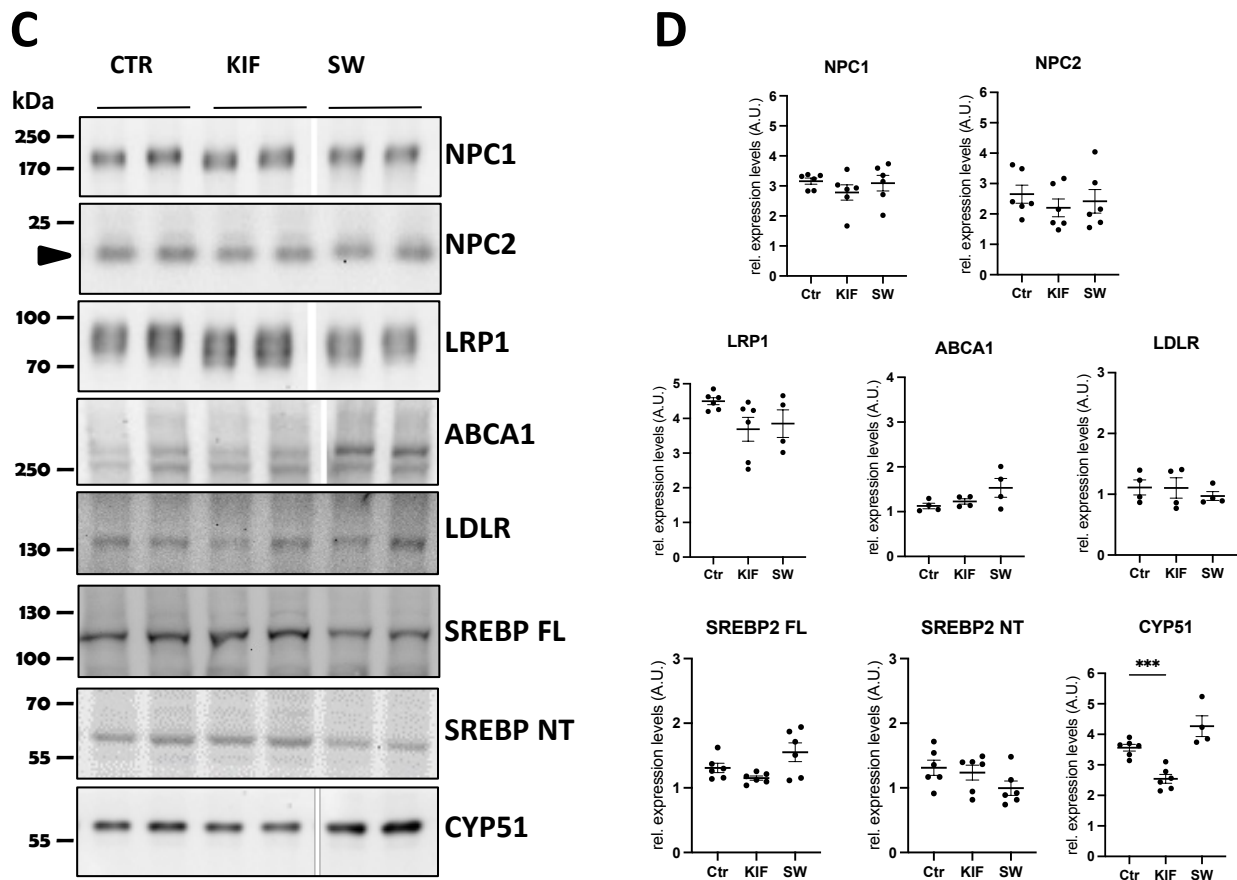 C
CTR KIF SW
kDa
250
170
NPC1
25
NPC2
100
70
LRP1
250
ABCA1
130
LDLR
130
100
SREBP FL
70
55
SREBP NT
55
CYP51
D
NPC1
rel. expression levels (A.U.)
6
5
4
3
2
1
0
Ctr KIF SW
NPC2
rel. expression levels (A.U.)
6
5
4
3
2
1
0
Ctr KIF SW
LRP1
rel. expression levels (A.U.)
5
4
3
2
1
0
Ctr KIF SW
ABCA1
rel. expression levels (A.U.)
4
3
2
1
0
Ctr KIF SW
LDLR
rel. expression levels (A.U.)
3
2
1
0
Ctr KIF SW
SREBP2 FL
rel. expression levels (A.U.)
3
2
1
0
Ctr KIF SW
SREBP2 NT
rel. expression levels (A.U.)
3
2
1
0
Ctr KIF SW
CYP51
***
rel. expression levels (A.U.)
6
5
4
3
2
1
0
Ctr KIF SW